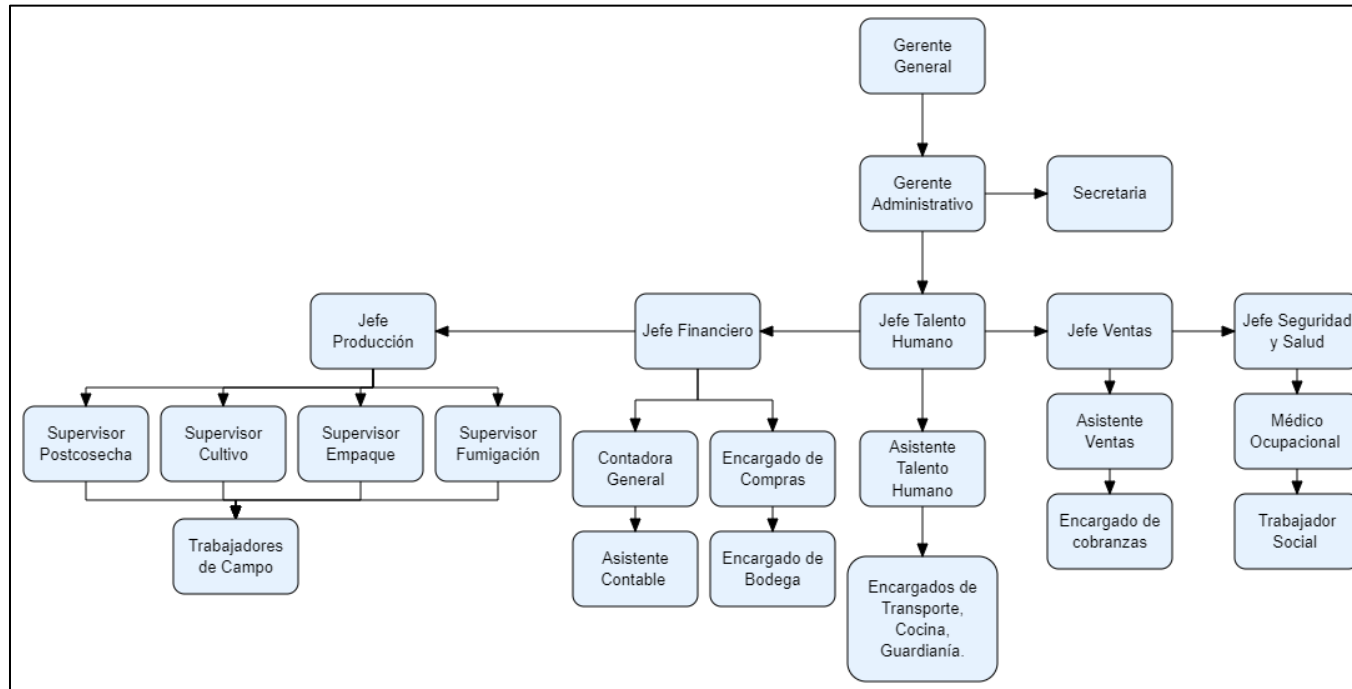 Gerente
General
Gerente
Administrativo
Secretaria
Jefe
Producción
Jefe Financiero
Jefe Talento
Humano
Jefe Ventas
Jefe Seguridad
y Salud
Supervisor
Postcosecha
Supervisor
Cultivo
Supervisor
Empaque
Supervisor
Fumigación
Contadora
General
Encargado de
Compras
Asistente
Talento
Humano
Asistente
Ventas
Médico
Ocupacional
Trabajadores
de Campo
Asistente
Contable
Encargado de
Bodega
Encargados de
Transporte,
Cocina,
Guardianía.
Encargado de
cobranzas
Trabajador
Social